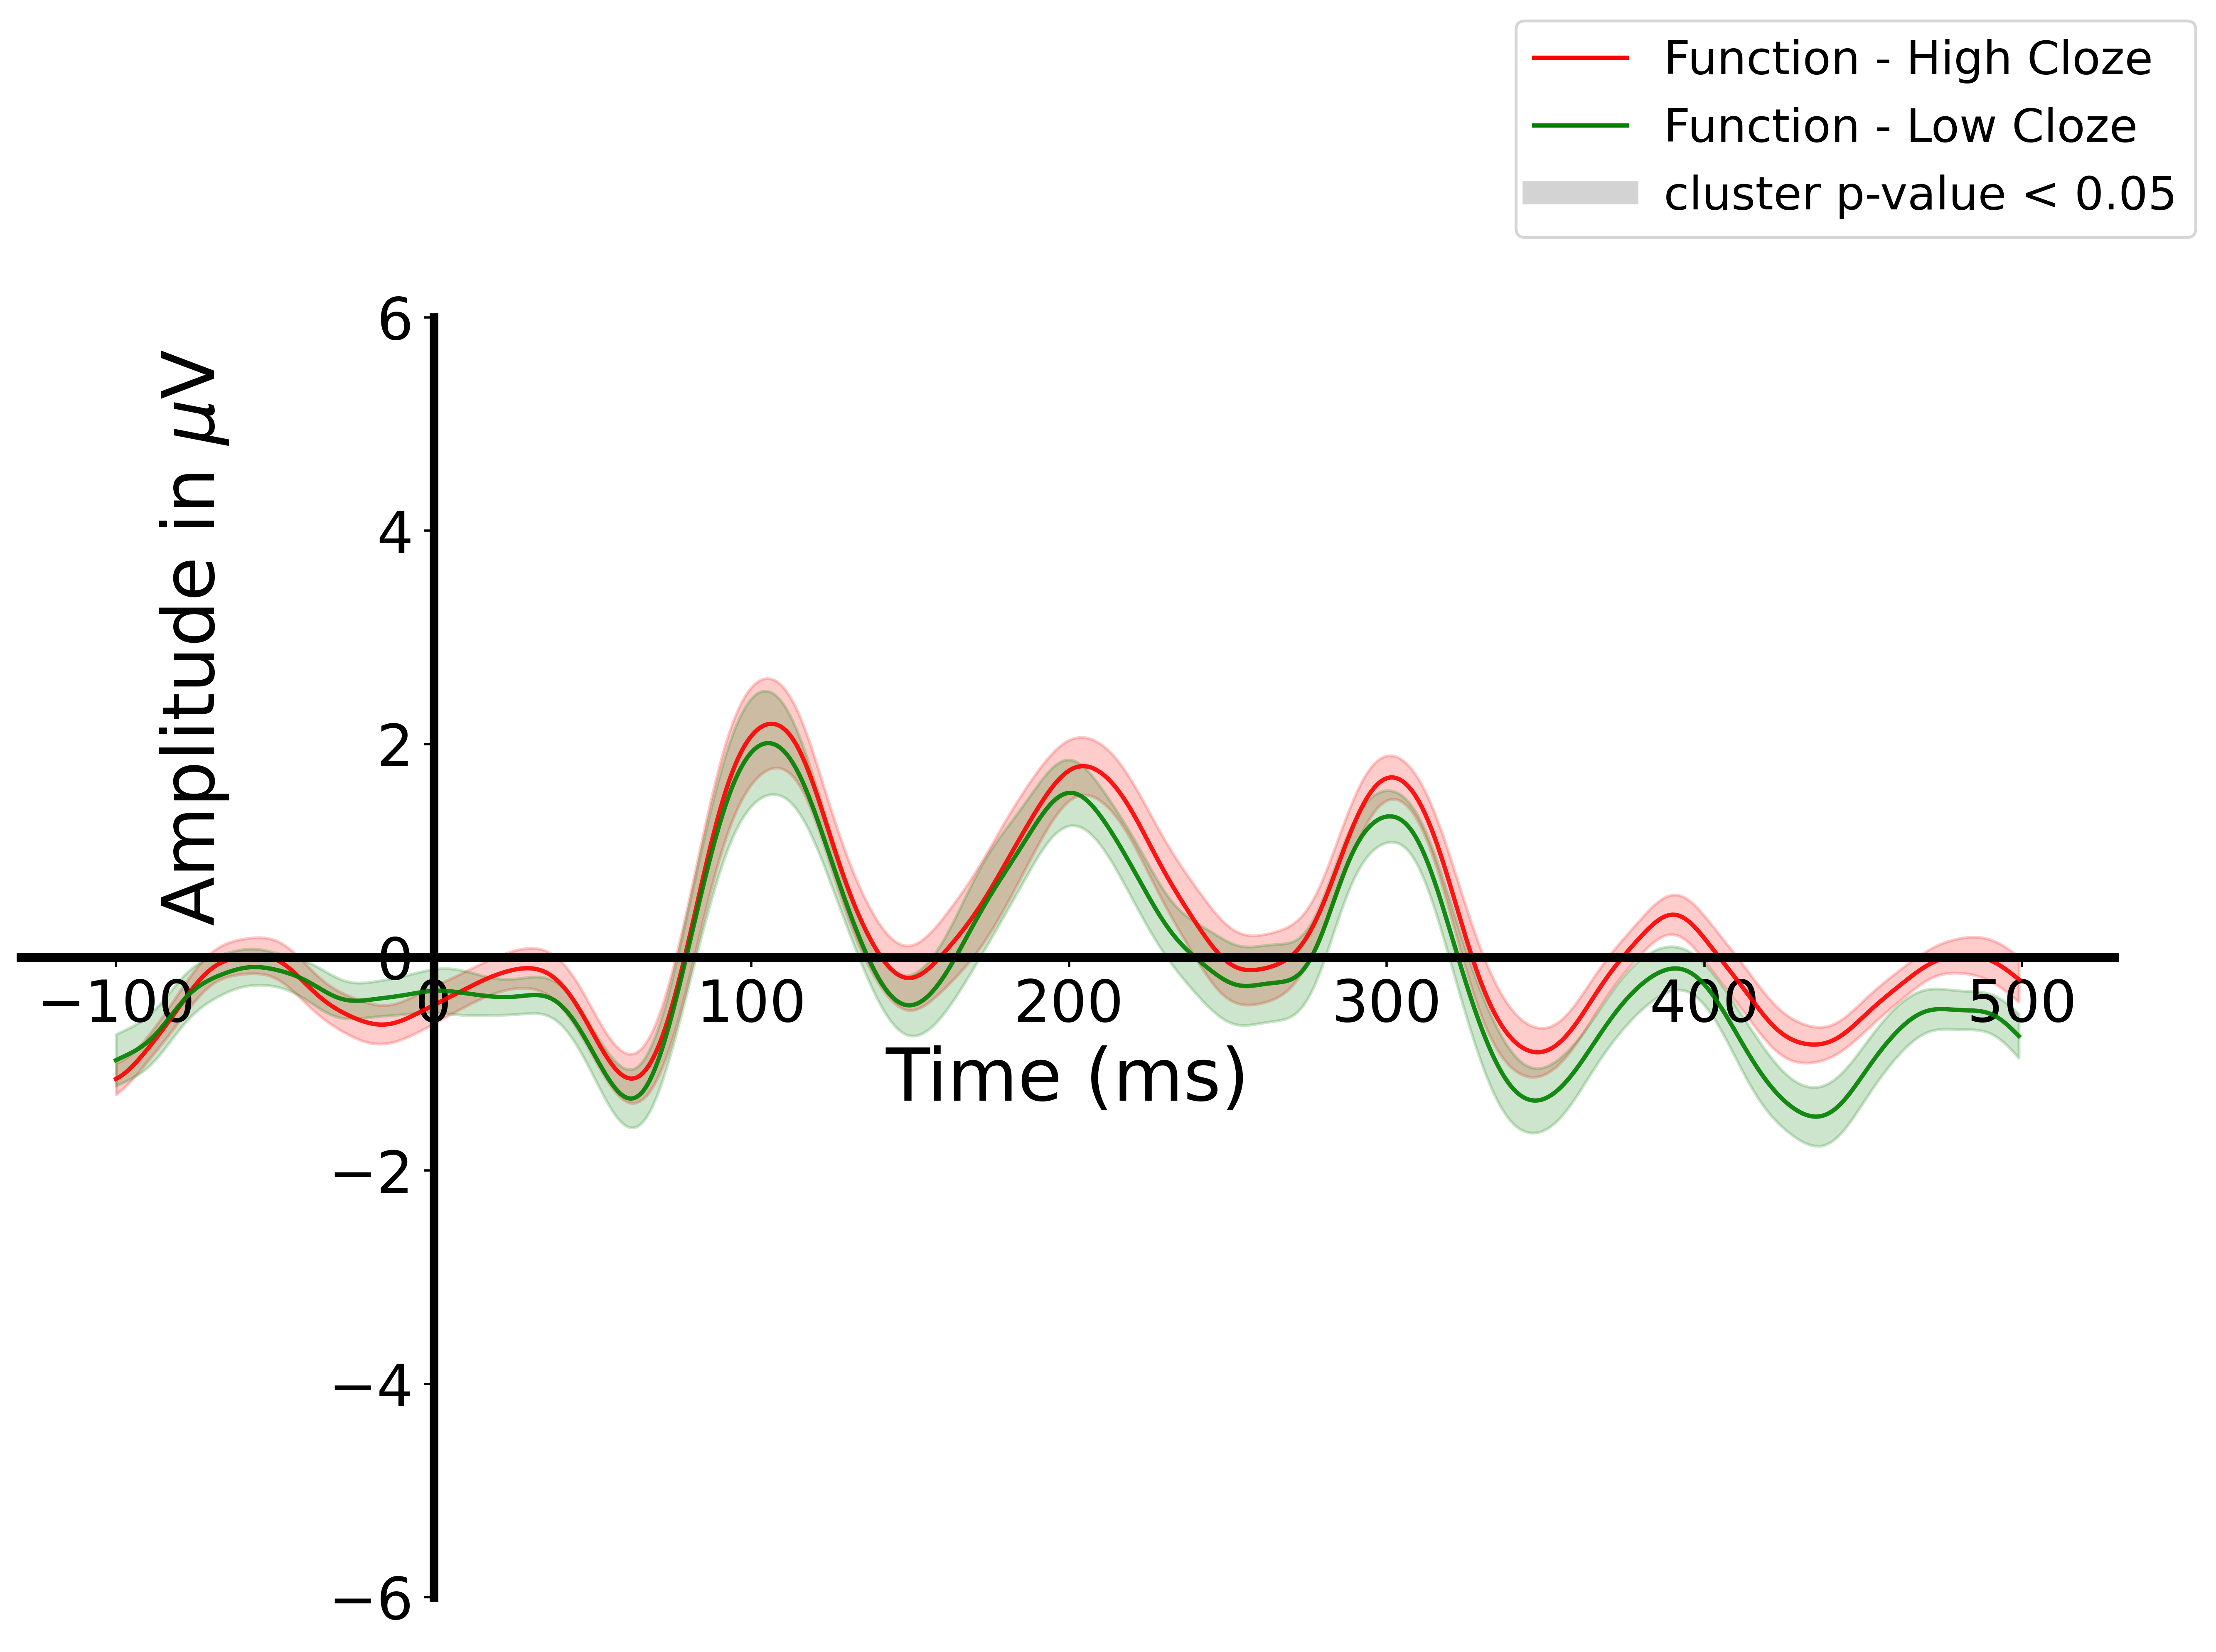 Function - High Cloze
Function - Low Cloze
cluster p-value < 0.05
Amplitude in μV
6
4
2
0
−2
−4
−6
−100 0 100 200 300 400 500
Time (ms)